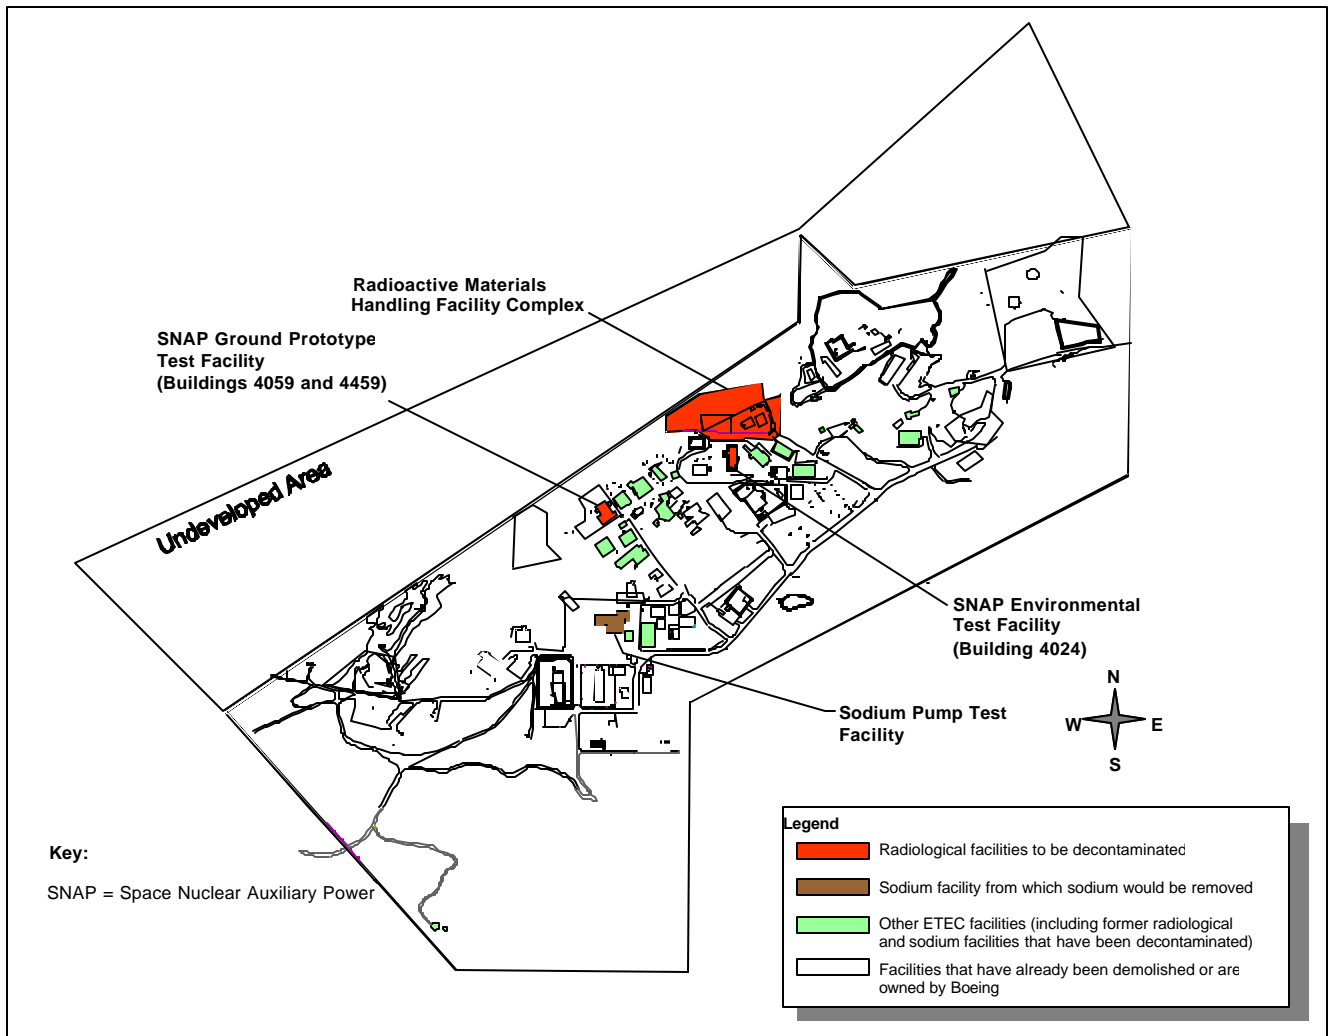 Radioactive Materials
Handling Facility Complex
SNAP Ground Prototype
Test Facility
(Buildings 4059 and 4459)
Undeveloped Area
SNAP Environmental
Test Facility
(Building 4024)
Sodium Pump Test
Facility
N
W
E
S
Key:
SNAP = Space Nuclear Auxiliary Power
Legend
Radiological facilities to be decontaminated
Sodium facility from which sodium would be removed
Other ETEC facilities (including former radiological
and sodium facilities that have been decontaminated)
Facilities that have already been demolished or are
owned by Boeing